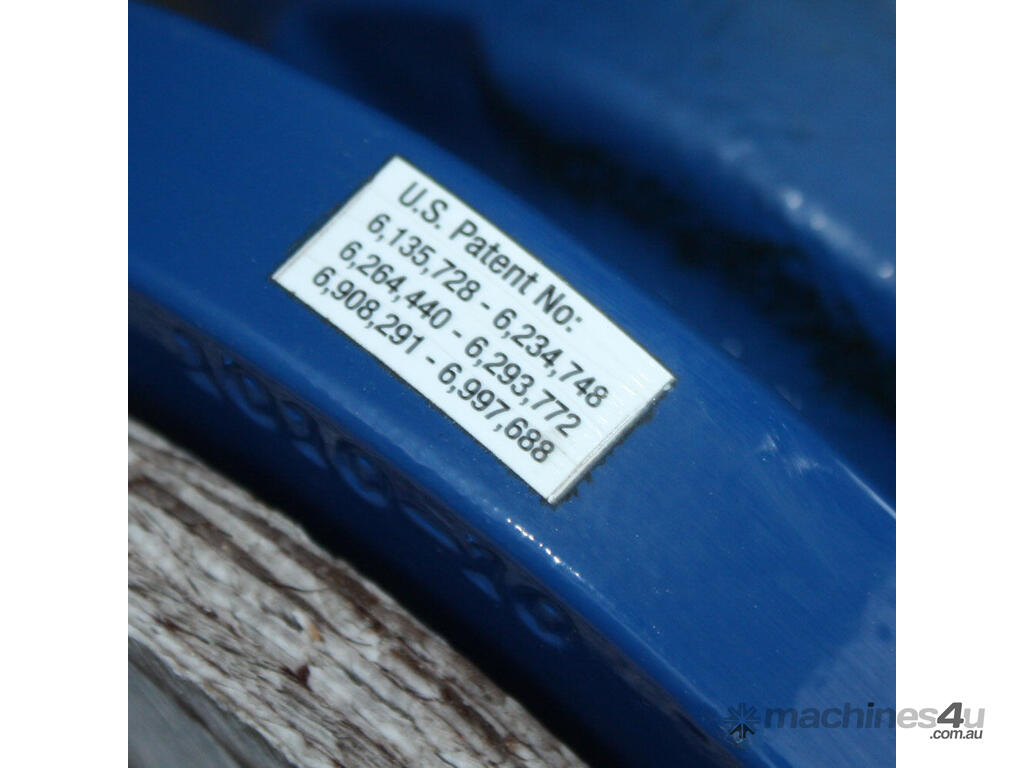 U.S. Patent No:
6,135,728 - 6,234,748
6,264,440 - 6,293,772
6,908,291 - 6,997,688
machines4u
.com.au